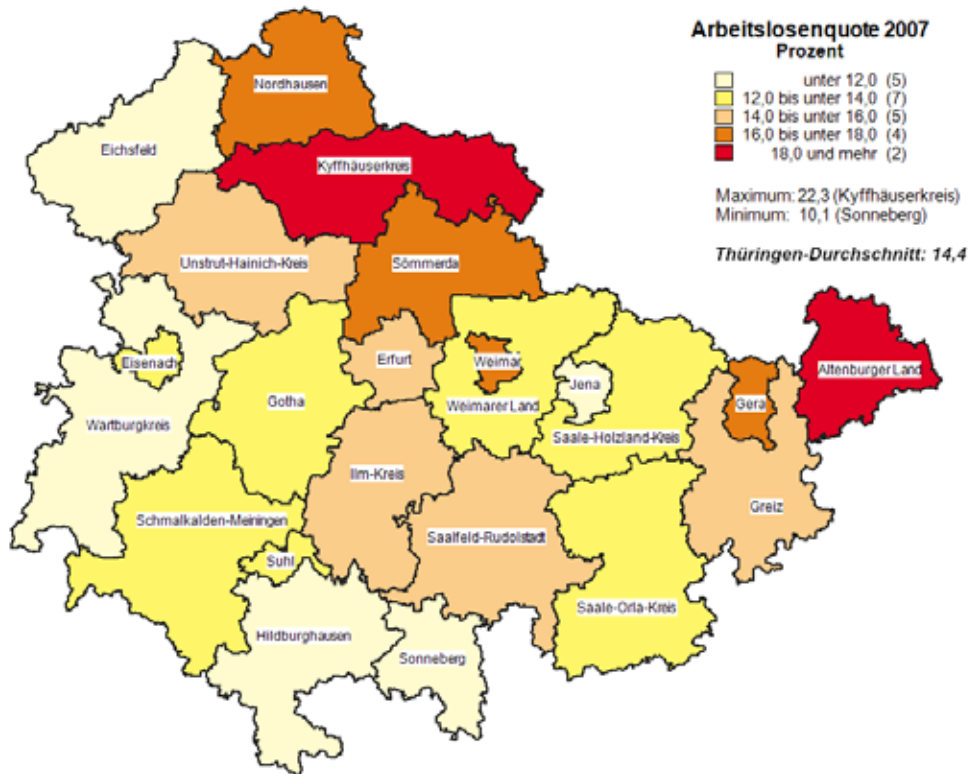 Arbeitslosenquote 2007
Prozent
unter 12,0 (5)
12,0 bis unter 14,0 (7)
14,0 bis unter 16,0 (5)
16,0 bis unter 18,0 (4)
18,0 und mehr (2)
Maximum: 22,3 (Kyffhäuserkreis)
Minimum: 10,1 (Sonneberg)
Thüringen-Durchschnitt: 14,4
Nordhausen
Eichsfeld
Kyffhäuserkreis
Unstrut-Hainich-Kreis
Sömmerda
Eisenach
Erfurt
Weimar
Jena
Altenburger Land
Gotha
Weimarer Land
Gera
Wartburgkreis
Saale-Holzland-Kreis
Ilm-Kreis
Greiz
Schmalkalden-Meiningen
Saalfeld-Rudolstadt
Suhl
Saale-Orla-Kreis
Hildburghausen
Sonneberg